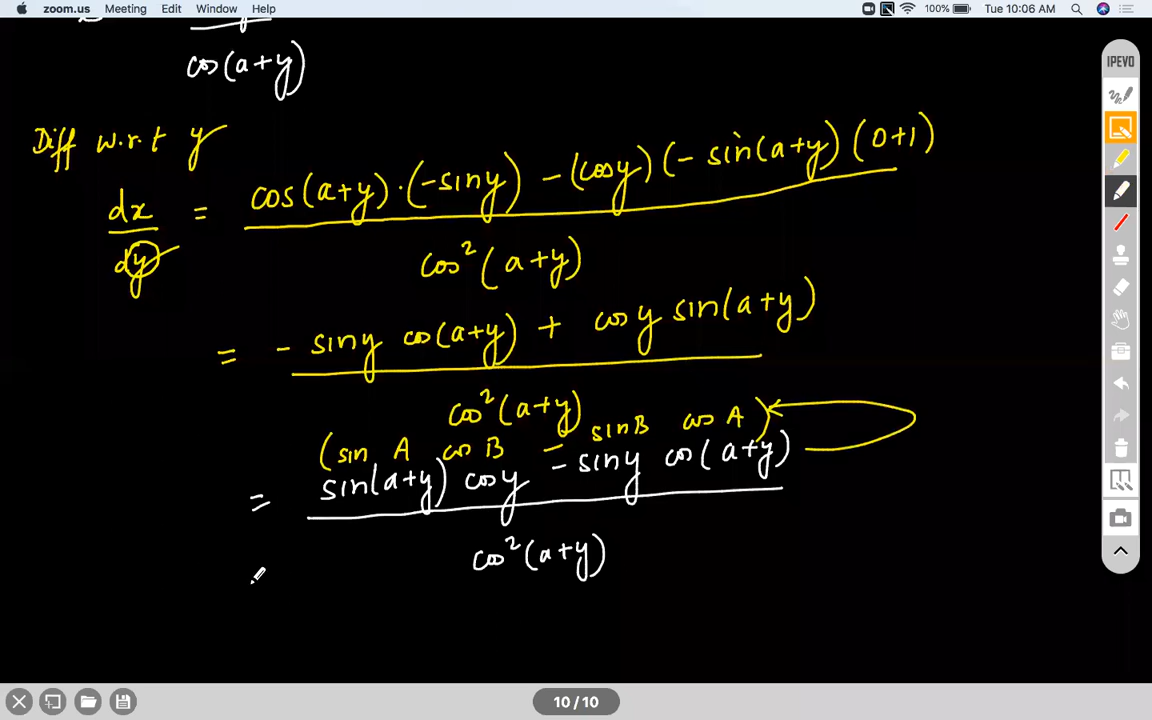 zoom.us Meeting Edit Window Help 100% Tue 10:06 AM
cos(a+y)
IPEVO
Diff w.r.t y
dx/dy = cos(a+y)·(-siny) - (cosy)(-sin(a+y)(0+1)
cos²(a+y)
= - siny cos(a+y) + cosy sin(a+y)
cos²(a+y)
(sin A cos B - sinB cos A)
= sin(a+y) cosy - siny cos(a+y)
cos²(a+y)
=
10/10